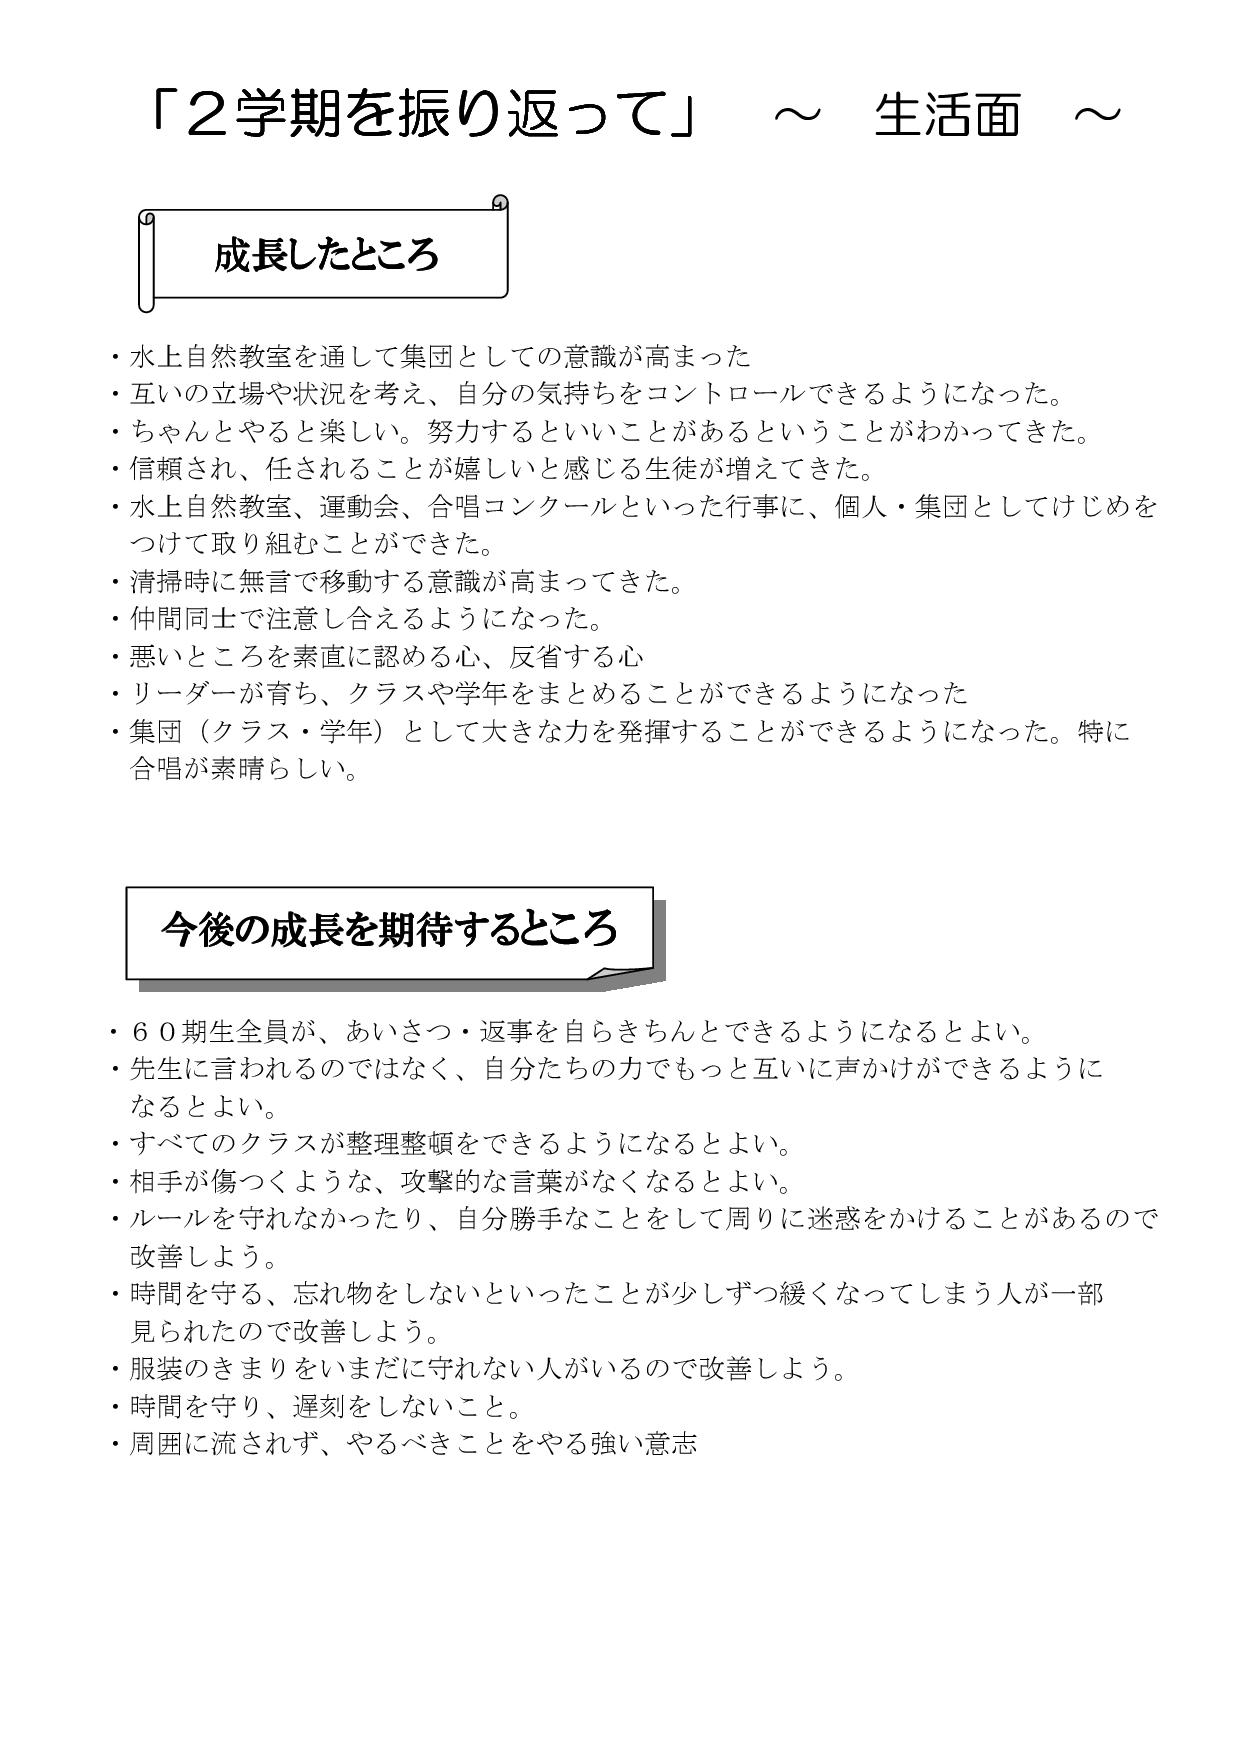 「２学期を振り返って」　～　生活面　～
成長したところ
・水上自然教室を通して集団としての意識が高まった
・互いの立場や状況を考え、自分の気持ちをコントロールできるようになった。
・ちゃんとやると楽しい。努力するといいことがあるということがわかってきた。
・信頼され、任されることが嬉しいと感じる生徒が増えてきた。
・水上自然教室、運動会、合唱コンクールといった行事に、個人・集団としてけじめを
つけて取り組むことができた。
・清掃時に無言で移動する意識が高まってきた。
・仲間同士で注意し合えるようになった。
・悪いところを素直に認める心、反省する心
・リーダーが育ち、クラスや学年をまとめることができるようになった
・集団（クラス・学年）として大きな力を発揮することができるようになった。特に
合唱が素晴らしい。
今後の成長を期待するところ
・６０期生全員が、あいさつ・返事を自らきちんとできるようになるとよい。
・先生に言われるのではなく、自分たちの力でもっと互いに声かけができるように
なるとよい。
・すべてのクラスが整理整頓をできるようになるとよい。
・相手が傷つくような、攻撃的な言葉がなくなるとよい。
・ルールを守れなかったり、自分勝手なことをして周りに迷惑をかけることがあるので
改善しよう。
・時間を守る、忘れ物をしないといったことが少しずつ緩くなってしまう人が一部
見られたので改善しよう。
・服装のきまりをいまだに守れない人がいるので改善しよう。
・時間を守り、遅刻をしないこと。
・周囲に流されず、やるべきことをやる強い意志